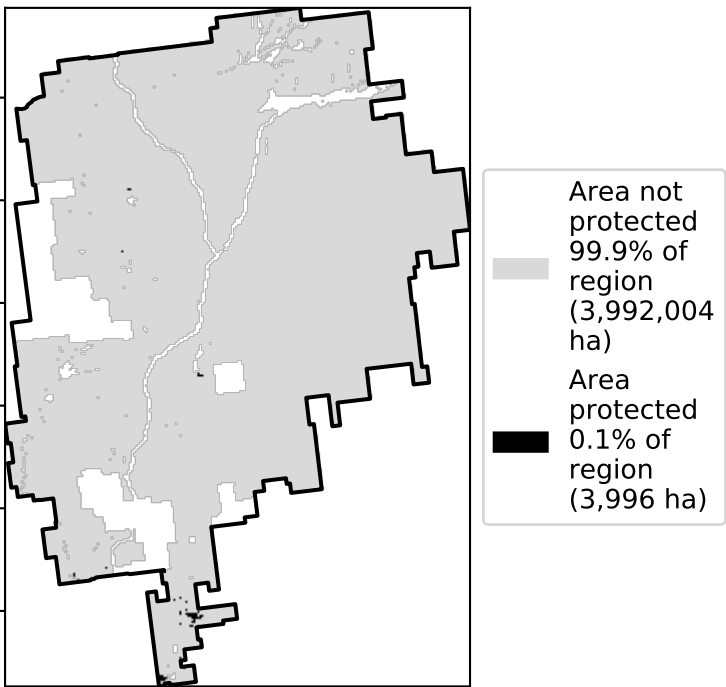 Area not
protected
99.9% of
region
(3,992,004
ha)
Area
protected
0.1% of
region
(3,996 ha)